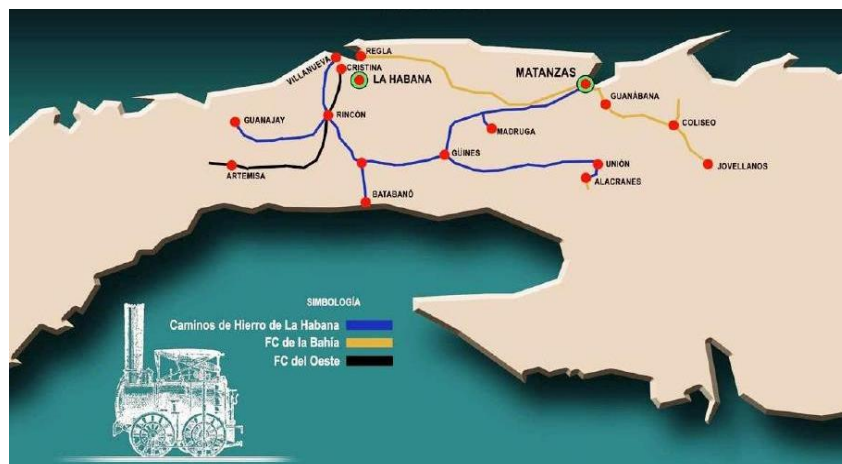 REGLA
VILLANUEVA
CRISTINA
LA HABANA
MATANZAS
GUANÁBANA
GUANAJAY
RINCÓN
COLISEO
MADRUGA
GÜINES
UNIÓN
JOVELLANOS
ARTEMISA
ALACRANES
BATABANÓ
SIMBOLOGÍA
Caminos de Hierro de La Habana
FC de la Bahía
FC del Oeste